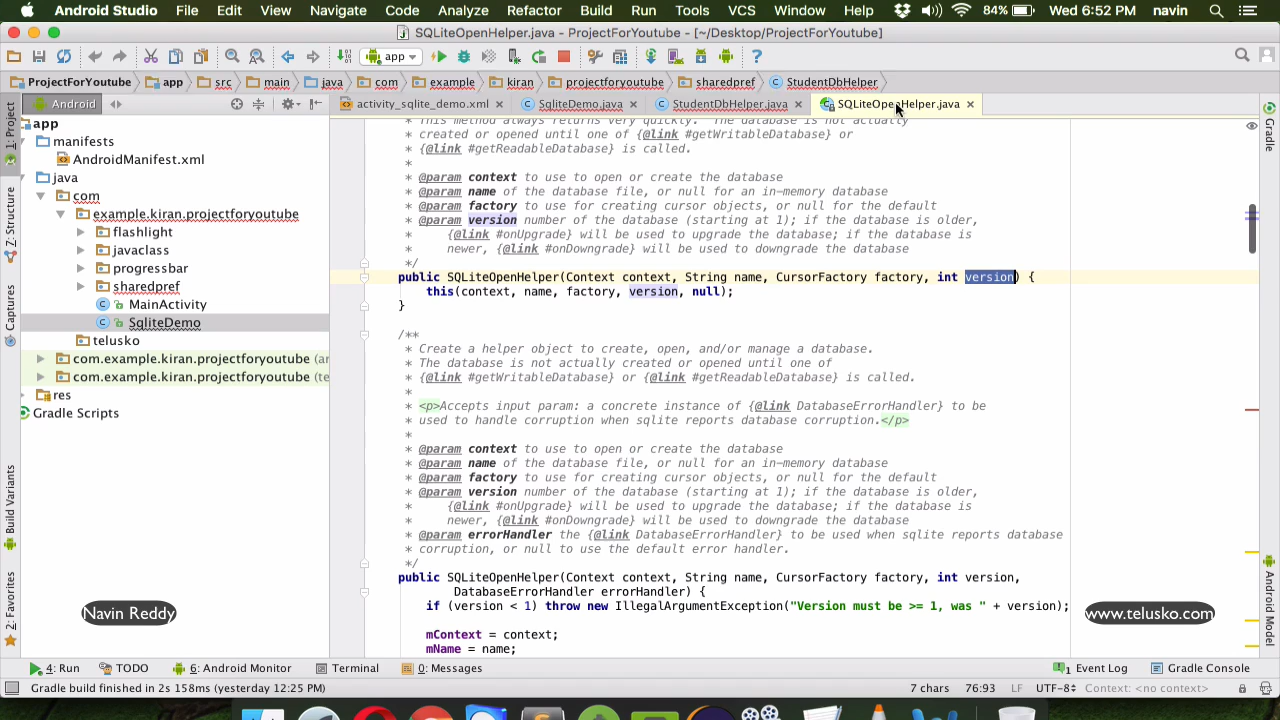 Android Studio File Edit View Navigate Code Analyze Refactor Build Run Tools VCS Window Help 84% Wed 6:52 PM navin
SQLiteOpenHelper.java - ProjectForYoutube - [~/Desktop/ProjectForYoutube]
app
ProjectForYoutube app src main java com example kiran projectforyoutube sharedpref StudentDbHelper
Android activity_sqlite_demo.xml SqliteDemo.java StudentDbHelper.java SQLiteOpenHelper.java
1: Project
Z: Structure
Captures
Build Variants
2: Favorites
app
manifests
AndroidManifest.xml
java
com
example.kiran.projectforyoutube
flashlight
javaclass
progressbar
sharedpref
MainActivity
SqliteDemo
telusko
com.example.kiran.projectforyoutube (ar
com.example.kiran.projectforyoutube (te
res
Gradle Scripts
* This method always returns very quickly. The database is not actually
* created or opened until one of {@link #getWritableDatabase} or
* {@link #getReadableDatabase} is called.
*
* @param context to use to open or create the database
* @param name of the database file, or null for an in-memory database
* @param factory to use for creating cursor objects, or null for the default
* @param version number of the database (starting at 1); if the database is older,
* {@link #onUpgrade} will be used to upgrade the database; if the database is
* newer, {@link #onDowngrade} will be used to downgrade the database
*/
public SQLiteOpenHelper(Context context, String name, CursorFactory factory, int version) {
this(context, name, factory, version, null);
}
/**
* Create a helper object to create, open, and/or manage a database.
* The database is not actually created or opened until one of
* {@link #getWritableDatabase} or {@link #getReadableDatabase} is called.
*
* <p>Accepts input param: a concrete instance of {@link DatabaseErrorHandler} to be
* used to handle corruption when sqlite reports database corruption.</p>
*
* @param context to use to open or create the database
* @param name of the database file, or null for an in-memory database
* @param factory to use for creating cursor objects, or null for the default
* @param version number of the database (starting at 1); if the database is older,
* {@link #onUpgrade} will be used to upgrade the database; if the database is
* newer, {@link #onDowngrade} will be used to downgrade the database
* @param errorHandler the {@link DatabaseErrorHandler} to be used when sqlite reports database
* corruption, or null to use the default error handler.
*/
public SQLiteOpenHelper(Context context, String name, CursorFactory factory, int version,
DatabaseErrorHandler errorHandler) {
if (version < 1) throw new IllegalArgumentException("Version must be >= 1, was " + version);
mContext = context;
mName = name;
Gradle
Android Model
Navin Reddy
www.telusko.com
4: Run TODO 6: Android Monitor Terminal 0: Messages 1 Event Log Gradle Console
Gradle build finished in 2s 158ms (yesterday 12:25 PM) 7 chars 76:93 LF UTF-8 Context: <no context>